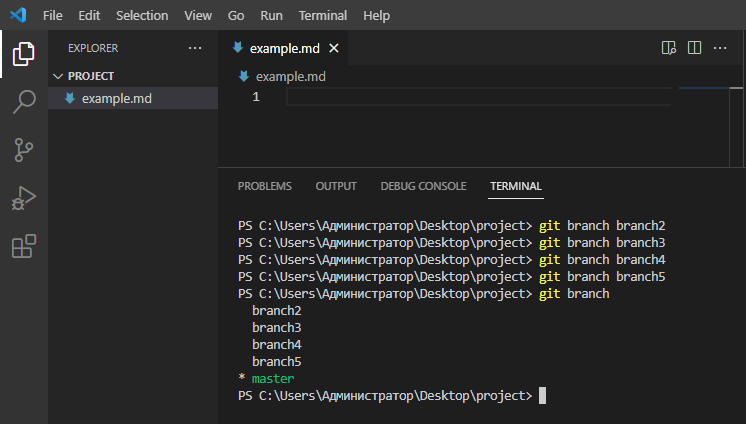 File Edit Selection View Go Run Terminal Help
EXPLORER ···
PROJECT
example.md
example.md
example.md
1
PROBLEMS OUTPUT DEBUG CONSOLE TERMINAL
PS C:\Users\Администратор\Desktop\project> git branch branch2
PS C:\Users\Администратор\Desktop\project> git branch branch3
PS C:\Users\Администратор\Desktop\project> git branch branch4
PS C:\Users\Администратор\Desktop\project> git branch branch5
PS C:\Users\Администратор\Desktop\project> git branch
branch2
branch3
branch4
branch5
* master
PS C:\Users\Администратор\Desktop\project>